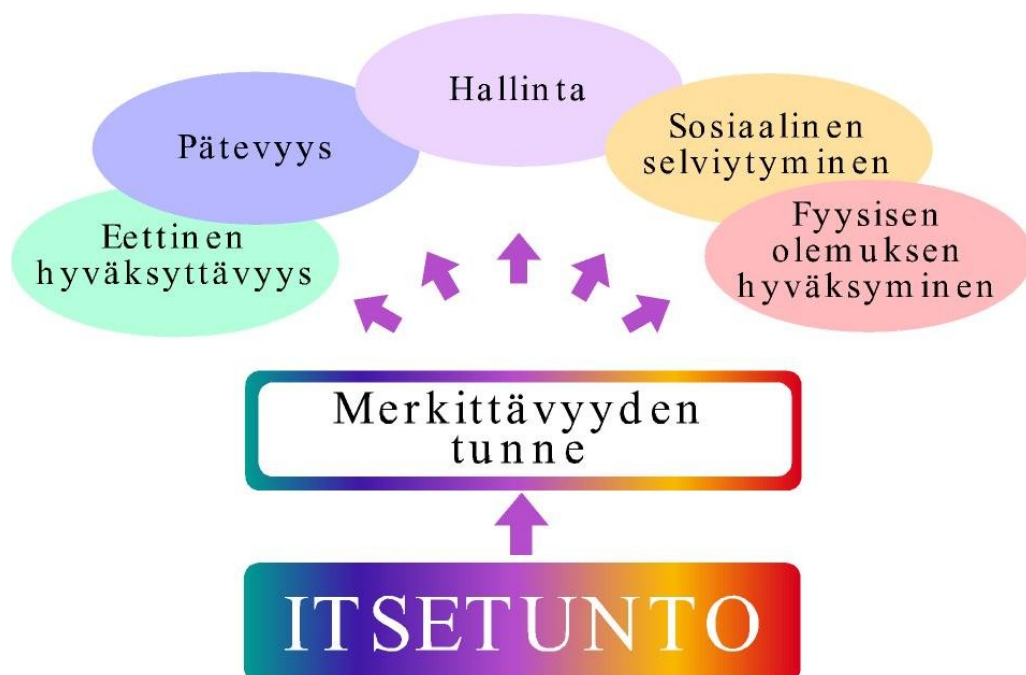 Hallinta
Pätevyys
Sosiaalinen
selviytyminen
Eettinen
hyväksyttävyys
Fyysisen
olemuksen
hyväksyminen
Merkittävyyden
tunne
ITSETUNTO